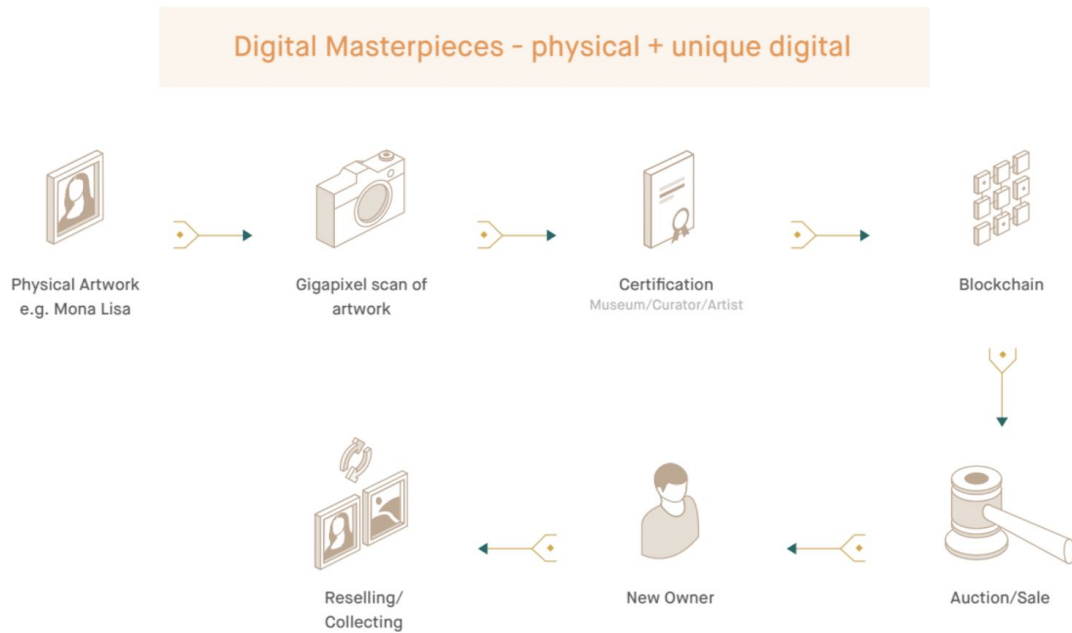 Digital Masterpieces - physical + unique digital
Physical Artwork
e.g. Mona Lisa
Gigapixel scan of
artwork
Certification
Museum/Curator/Artist
Blockchain
Reselling/
Collecting
New Owner
Auction/Sale